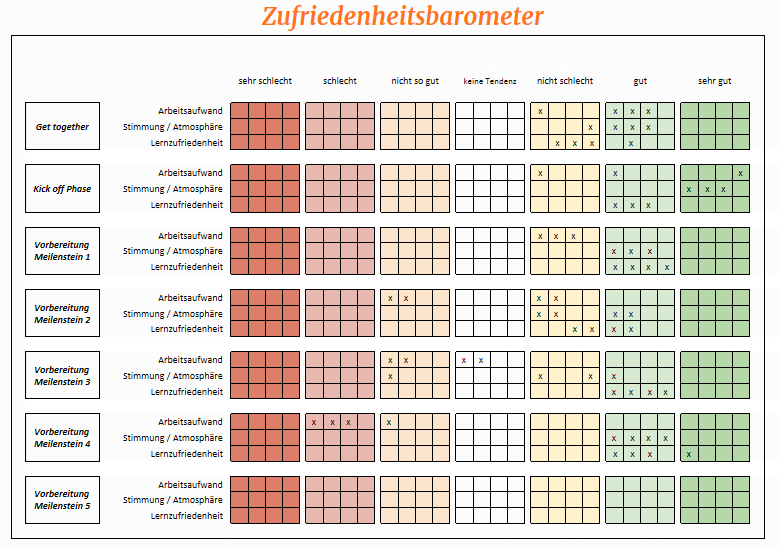 Zufriedenheitsbarometer
sehr schlecht schlecht nicht so gut keine Tendenz nicht schlecht gut sehr gut
Arbeitsaufwand x x x x
Get together Stimmung / Atmosphäre x x x x
Lernzufriedenheit x x x x
Arbeitsaufwand x x x
Kick off Phase Stimmung / Atmosphäre x x x
Lernzufriedenheit x x x
Vorbereitung Arbeitsaufwand x x x
Meilenstein 1 Stimmung / Atmosphäre x x x
Lernzufriedenheit x x x x
Vorbereitung Arbeitsaufwand x x x x
Meilenstein 2 Stimmung / Atmosphäre x x x x
Lernzufriedenheit x x x x
Vorbereitung Arbeitsaufwand x x x x
Meilenstein 3 Stimmung / Atmosphäre x x x x
Lernzufriedenheit x x x x
Vorbereitung Arbeitsaufwand x x x x
Meilenstein 4 Stimmung / Atmosphäre x x x x
Lernzufriedenheit x x x x
Vorbereitung Arbeitsaufwand
Meilenstein 5 Stimmung / Atmosphäre
Lernzufriedenheit